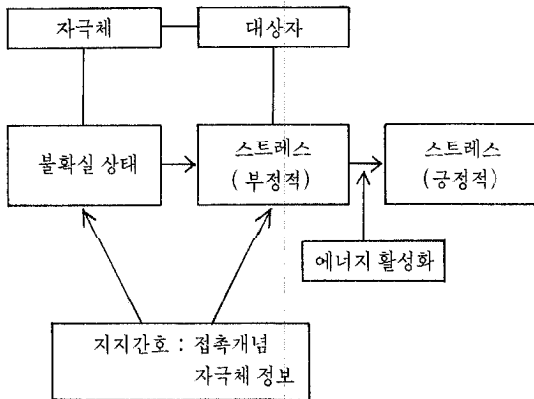 자극체
대상자
불확실 상태
스트레스
( 부정적)
스트레스
(긍정적)
에너지 활성화
지지간호 : 접촉개념
자극체 정보